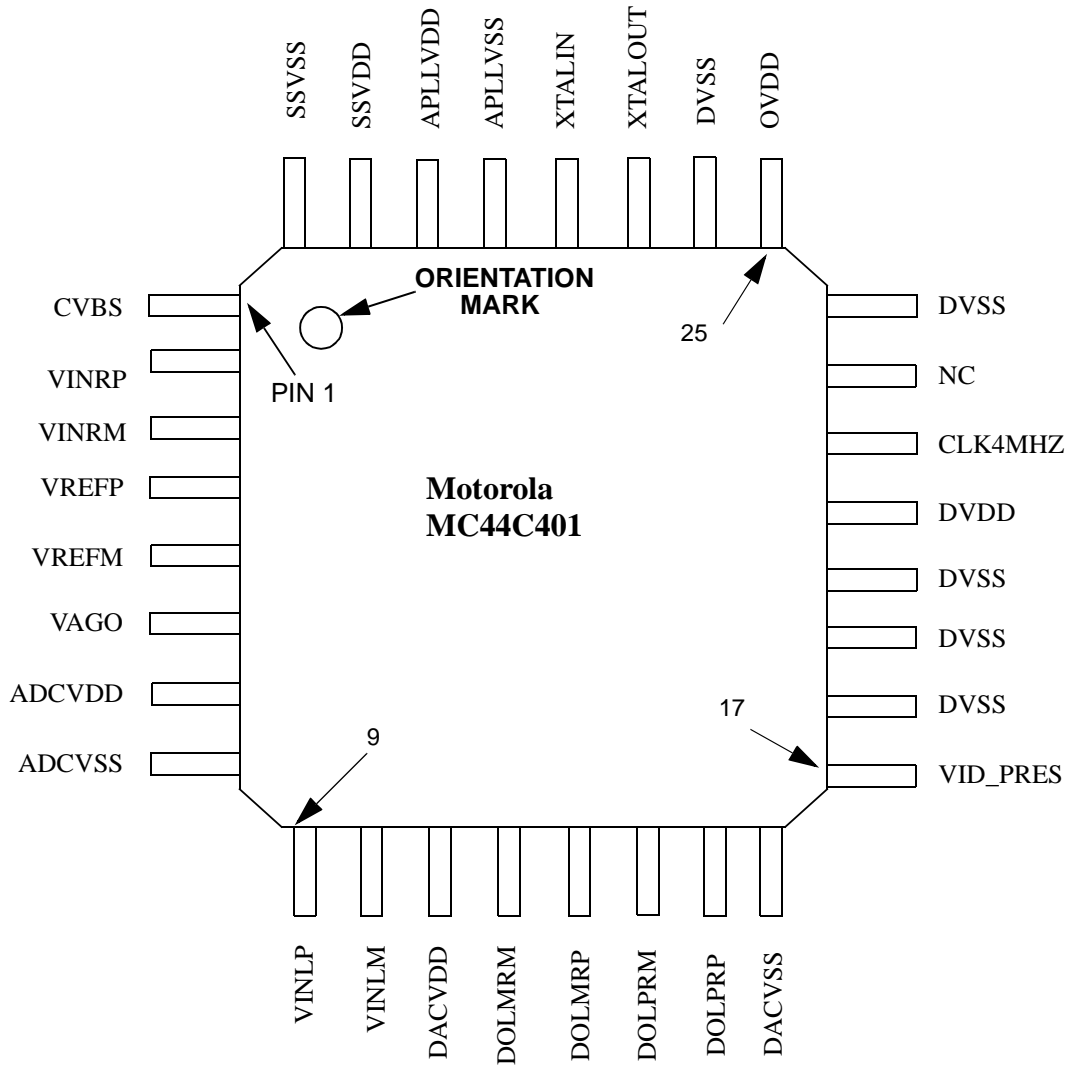 SSVSS
SSVDD
APLLVDD
APLLVSS
XTALIN
XTALOUT
DVSS
OVDD
ORIENTATION
MARK
25
PIN 1
CVBS
VINRP
VINRM
VREFP
VREFM
VAGO
ADCVDD
ADCVSS
Motorola
MC44C401
DVSS
NC
CLK4MHZ
DVDD
DVSS
DVSS
DVSS
VID_PRES
17
9
VINLP
VINLM
DACVDD
DOLMRM
DOLMRP
DOLPRM
DOLPRP
DACVSS